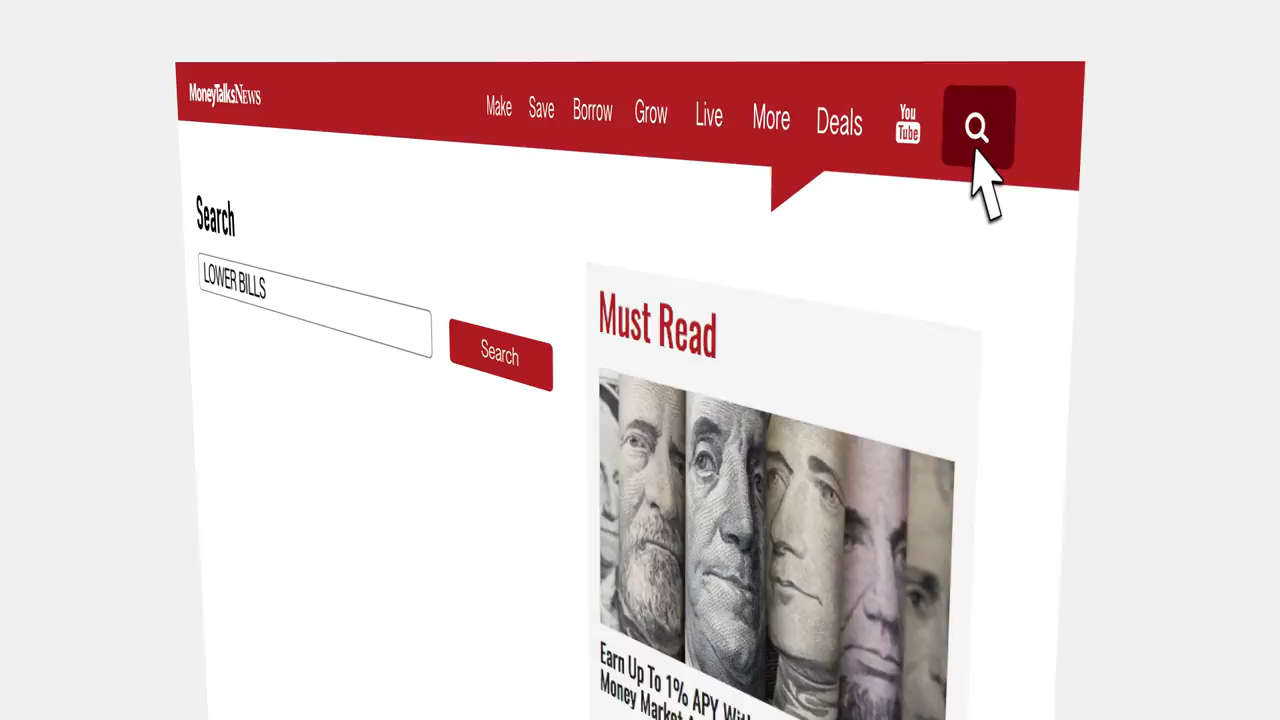 MoneyTalksNews
Make Save Borrow Grow Live More Deals You
Tube
Search
LOWER BILLS
Search
Must Read
Earn Up To 1% APY With
Money Market